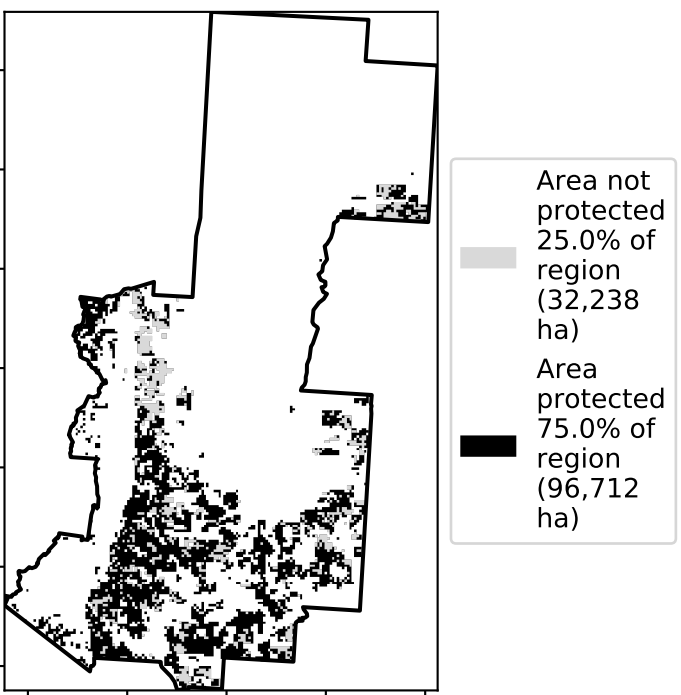 Area not
protected
25.0% of
region
(32,238
ha)
Area
protected
75.0% of
region
(96,712
ha)